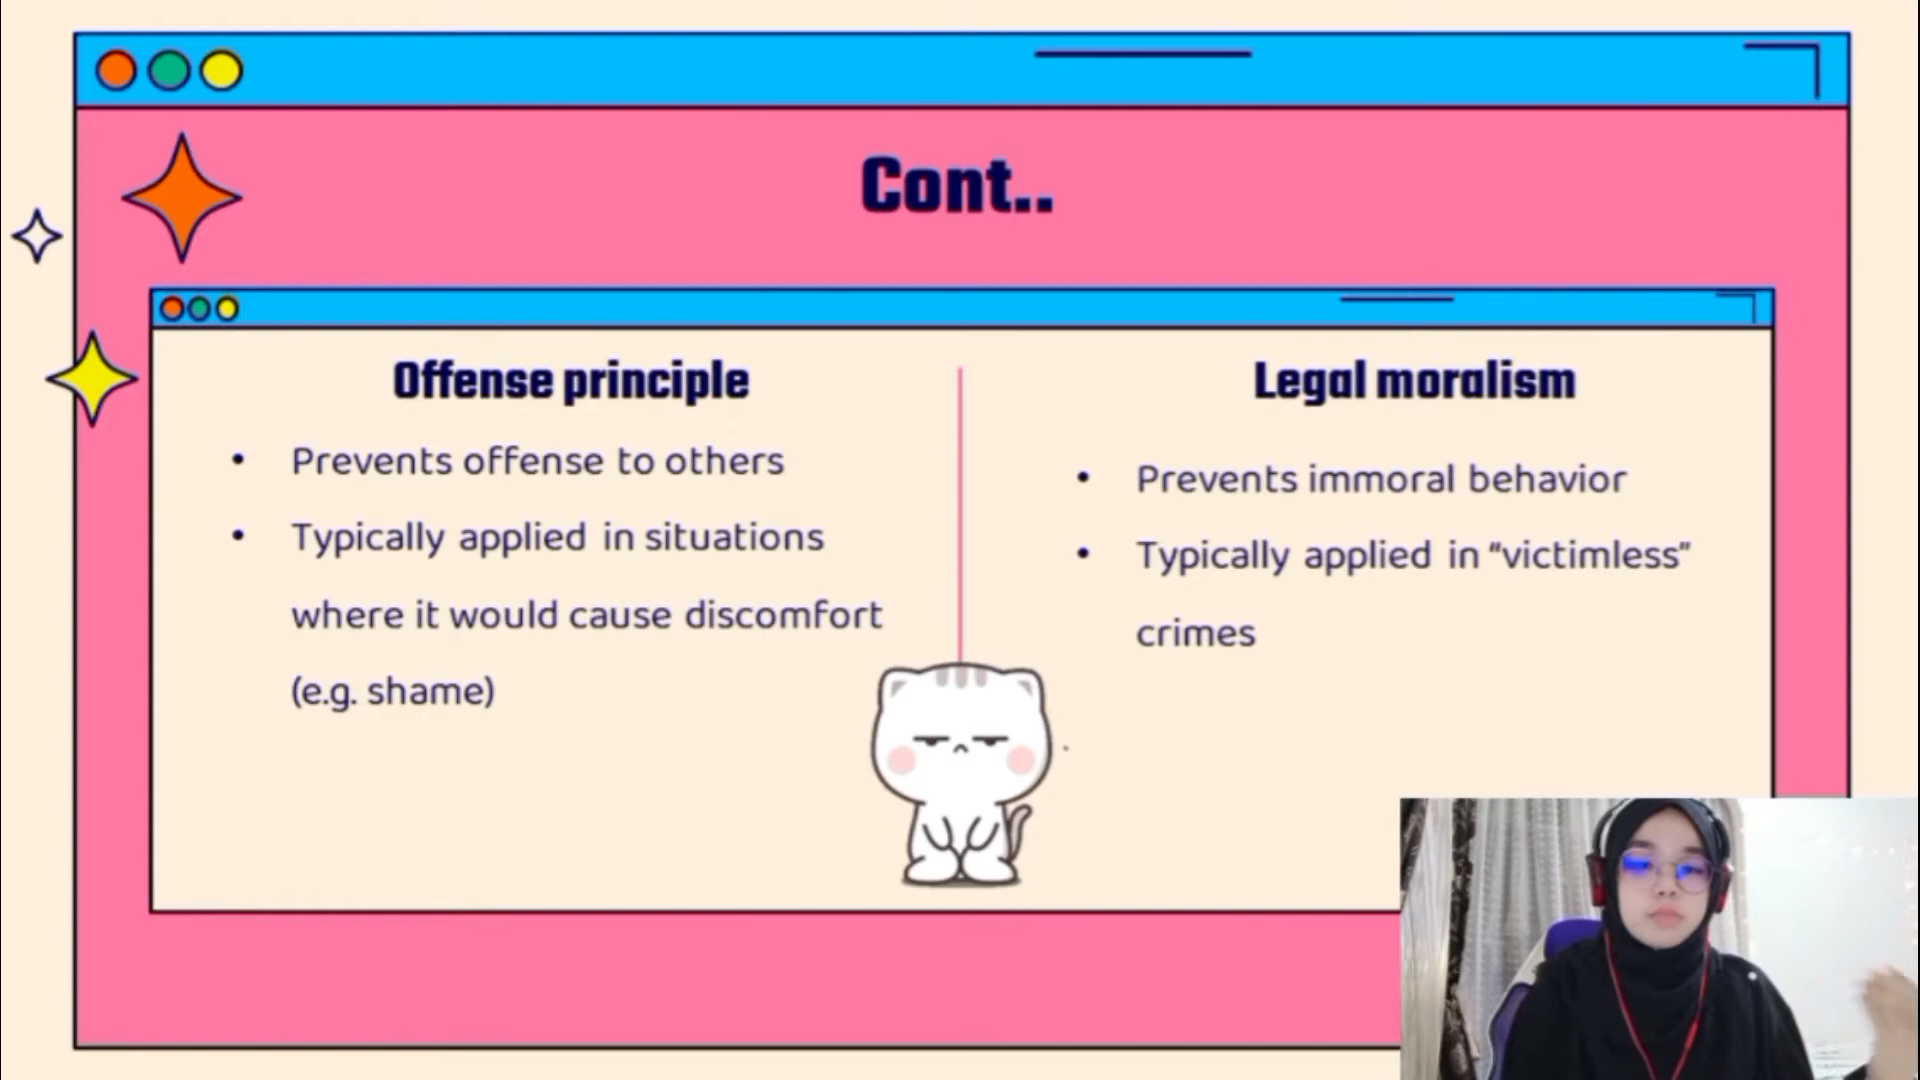 Cont..
Offense principle
• Prevents offense to others
• Typically applied in situations
where it would cause discomfort
(e.g. shame)
Legal moralism
• Prevents immoral behavior
• Typically applied in “victimless”
crimes